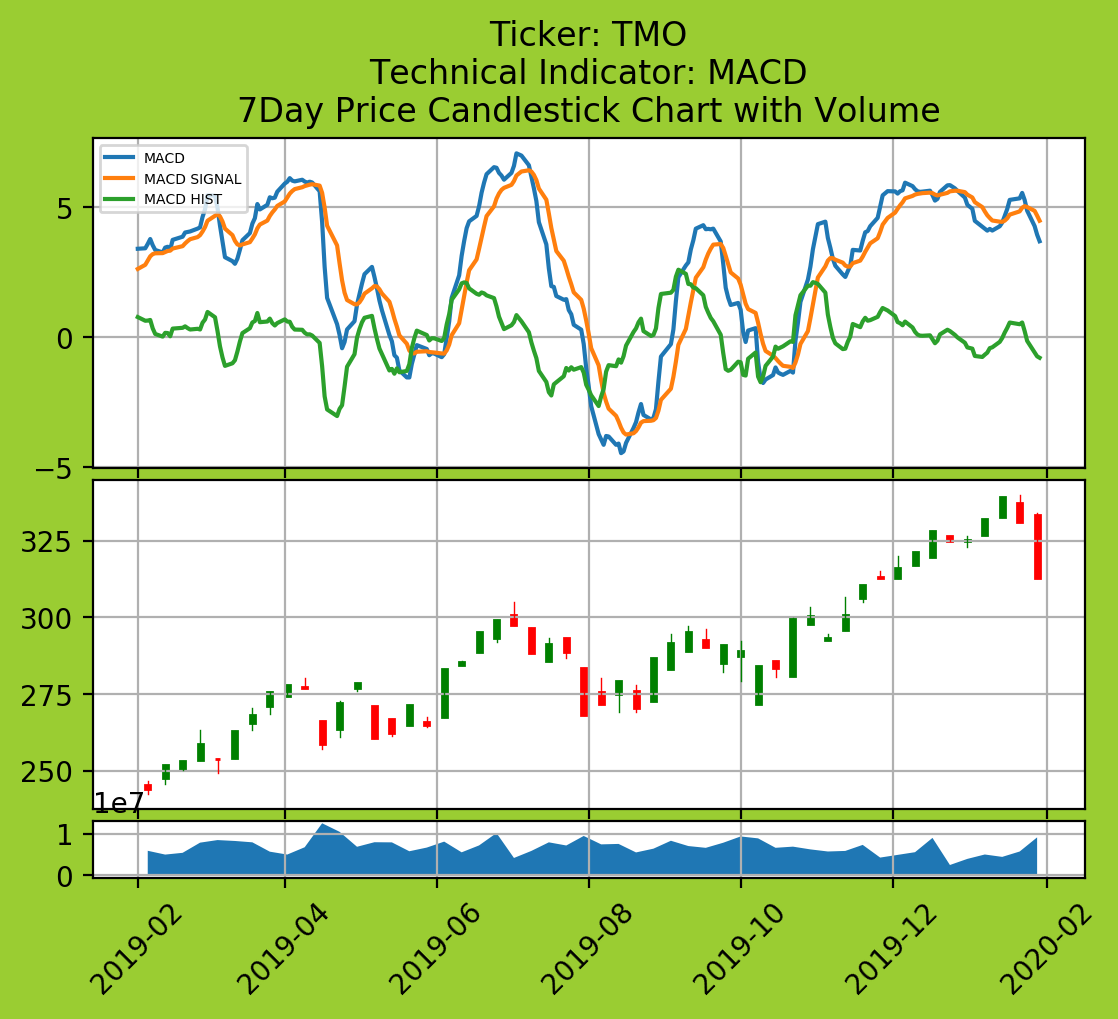 Ticker: TMO
Technical Indicator: MACD
7Day Price Candlestick Chart with Volume
MACD
MACD SIGNAL
MACD HIST
5
0
−5
325
300
275
250
1e7
1
0
2019-02
2019-04
2019-06
2019-08
2019-10
2019-12
2020-02